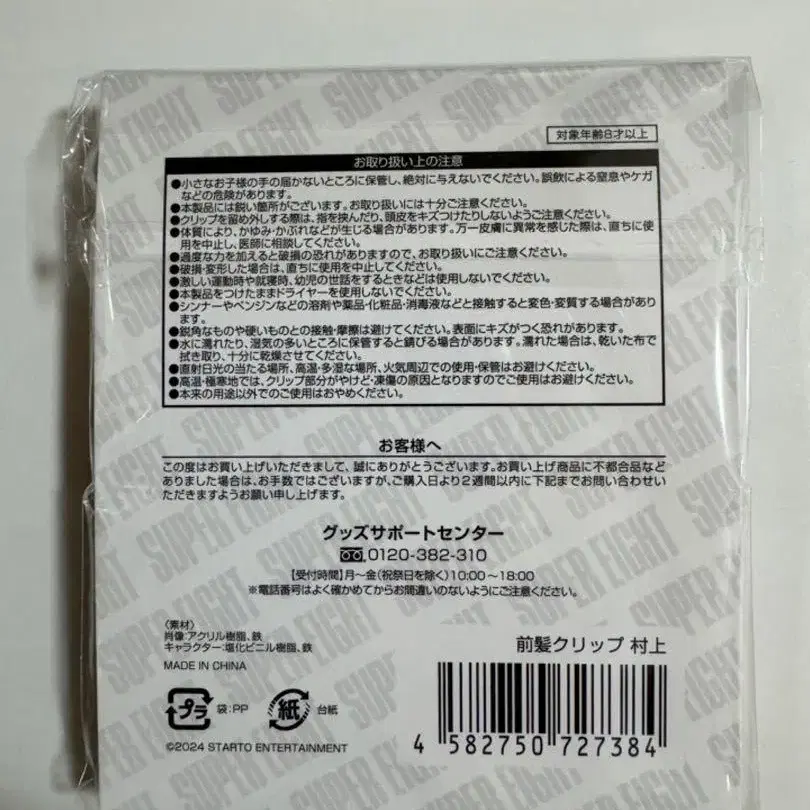 SUPER EIGHT
対象年齢8才以上
お取り扱い上の注意
●小さなお子様の手の届かないところに保管し、絶対に与えないでください。誤飲による窒息やケガ
などの危険があります。
●本製品には鋭い箇所がございます。お取り扱いには十分ご注意ください。
●クリップを留め外しする際は、指を挟んだり、頭皮をキズつけたりしないようご注意ください。
●体質により、かゆみ・かぶれなどが生じる場合があります。万一皮膚に異常を感じた際は、直ちに使
用を中止し、医師に相談してください。
●過度な力を加えると破損の恐れがありますので、お取り扱いにご注意ください。
●破損・変形した場合は、直ちに使用を中止してください。
●激しい運動時や就寝時、幼児の世話をするときなどは使用しないでください。
●本製品をつけたままドライヤーを使用しないでください。
●シンナーやベンジンなどの溶剤や薬品・化粧品・消毒液などと接触すると変色・変質する場合があり
ます。
●鋭角なものや硬いものとの接触・摩擦は避けてください。表面にキズがつく恐れがあります。
●水に濡れたり、湿気の多いところに保管すると錆びる場合があります。濡れた場合は、乾いた布で
拭き取り、十分に乾燥させてください。
●直射日光の当たる場所、高温・多湿な場所、火気周辺での使用・保管はお避けください。
●高温・極寒地では、クリップ部分がやけど・凍傷の原因となりますのでご使用はお避けください。
●本来の用途以外でのご使用はおやめください。
お客様へ
この度はお買い上げいただきまして、誠にありがとうございます。お買い上げ商品に不都合品など
ありました場合は、お手数ではございますが、ご購入日より2週間以内に下記までお問い合わせい
ただきますようお願い申し上げます。
グッズサポートセンター
0120-382-310
【受付時間】月～金(祝祭日を除く)10:00～18:00
※電話番号はよく確かめてからお間違いのないようにご注意ください。
〈素材〉
肖像:アクリル樹脂、鉄
キャラクター:塩化ビニル樹脂、鉄
MADE IN CHINA
前髪クリップ 村上
プラ 袋:PP 紙 台紙
4 582750 727384
©2024 STARTO ENTERTAINMENT